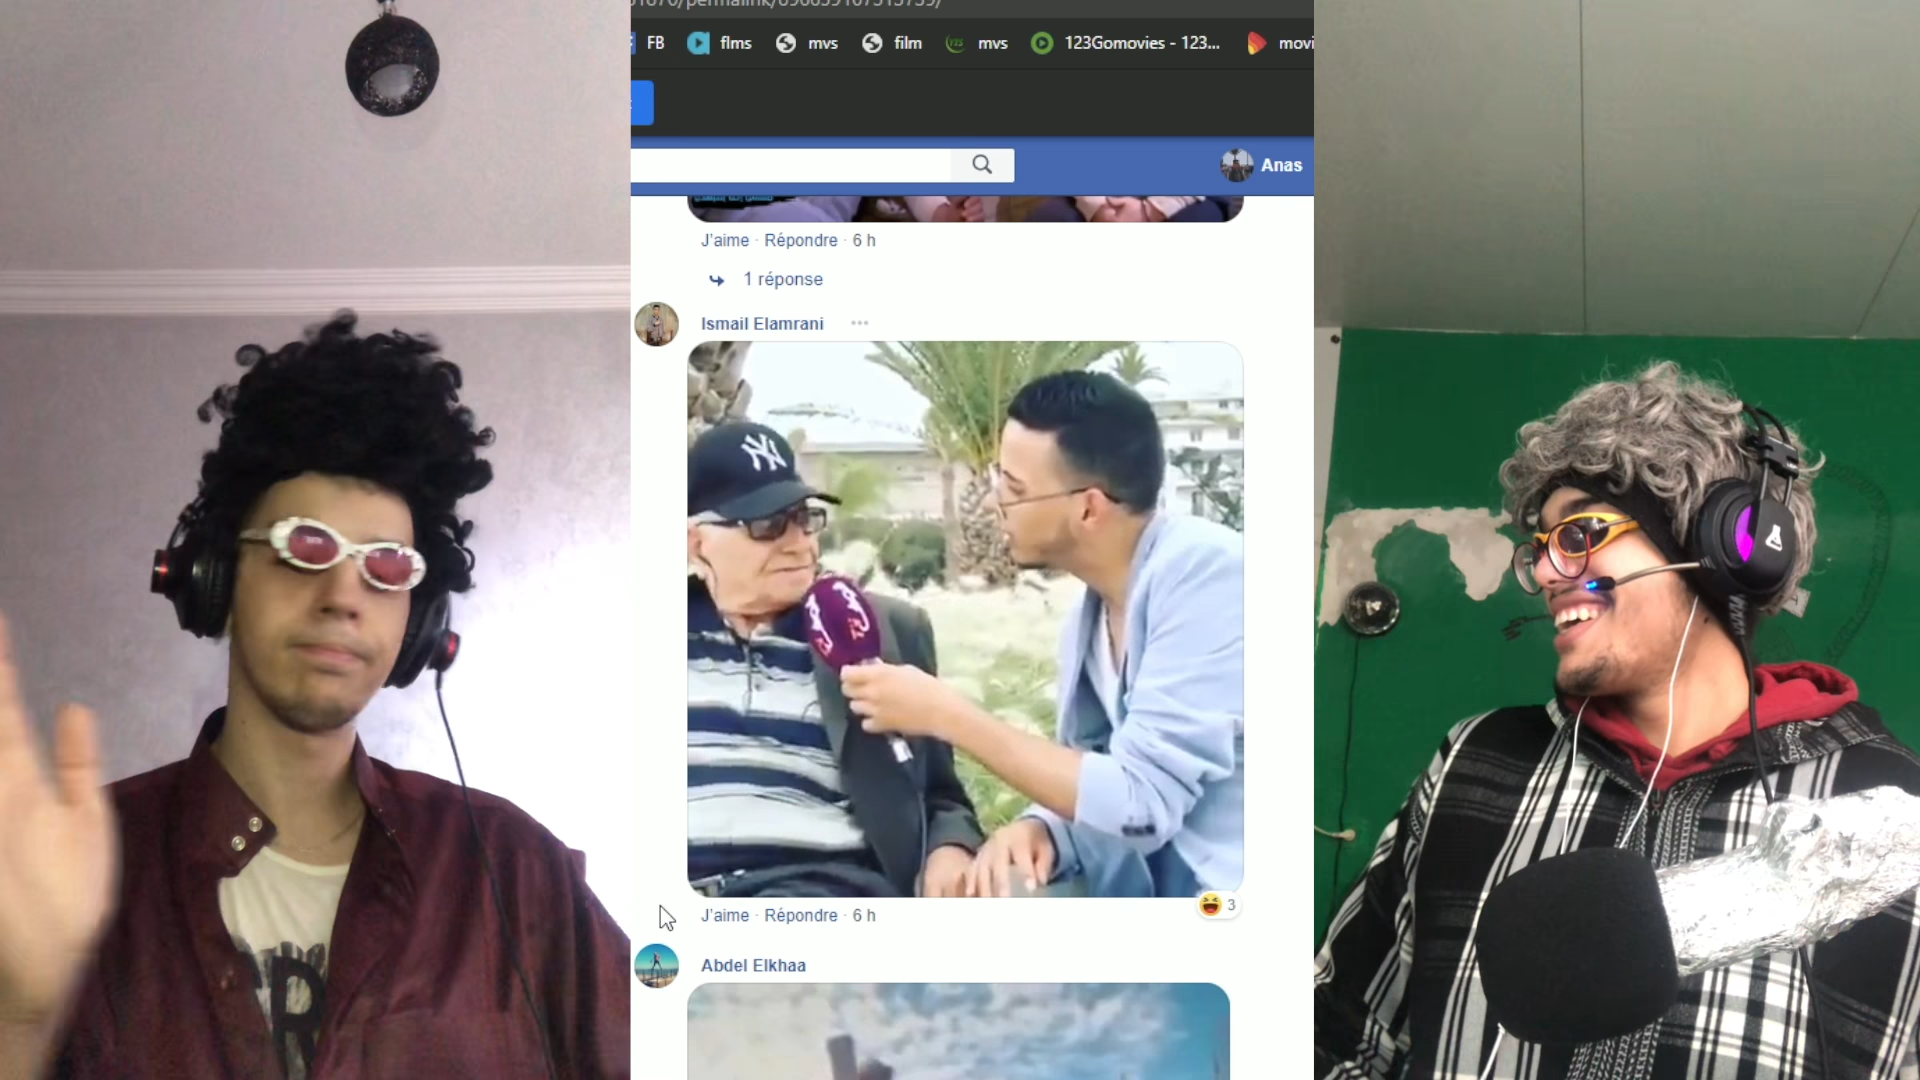 FB
flms
mvs
film
mvs
123Gomovies - 123...
movi
Anas
J'aime · Répondre · 6 h
1 réponse
Ismail Elamrani
NY
J'aime · Répondre · 6 h
3
Abdel Elkhaa